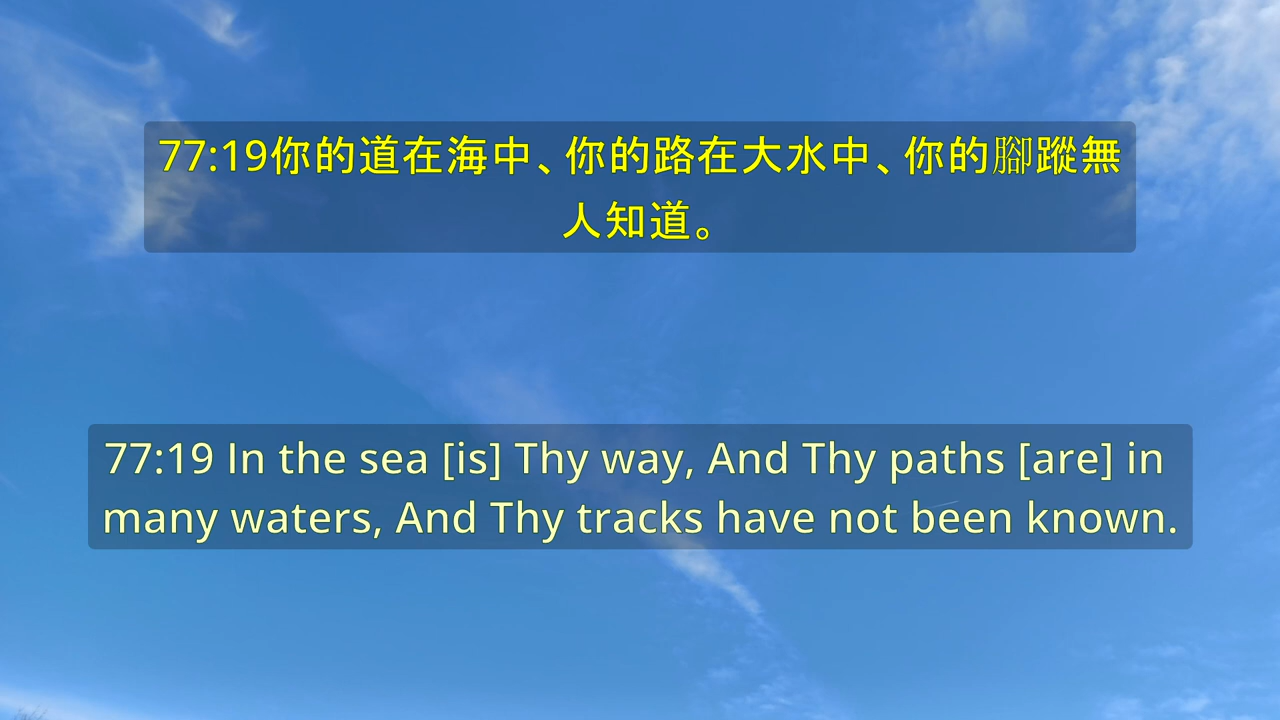 77:19你的道在海中、你的路在大水中、你的腳蹤無
人知道。
77:19 In the sea [is] Thy way, And Thy paths [are] in
many waters, And Thy tracks have not been known.